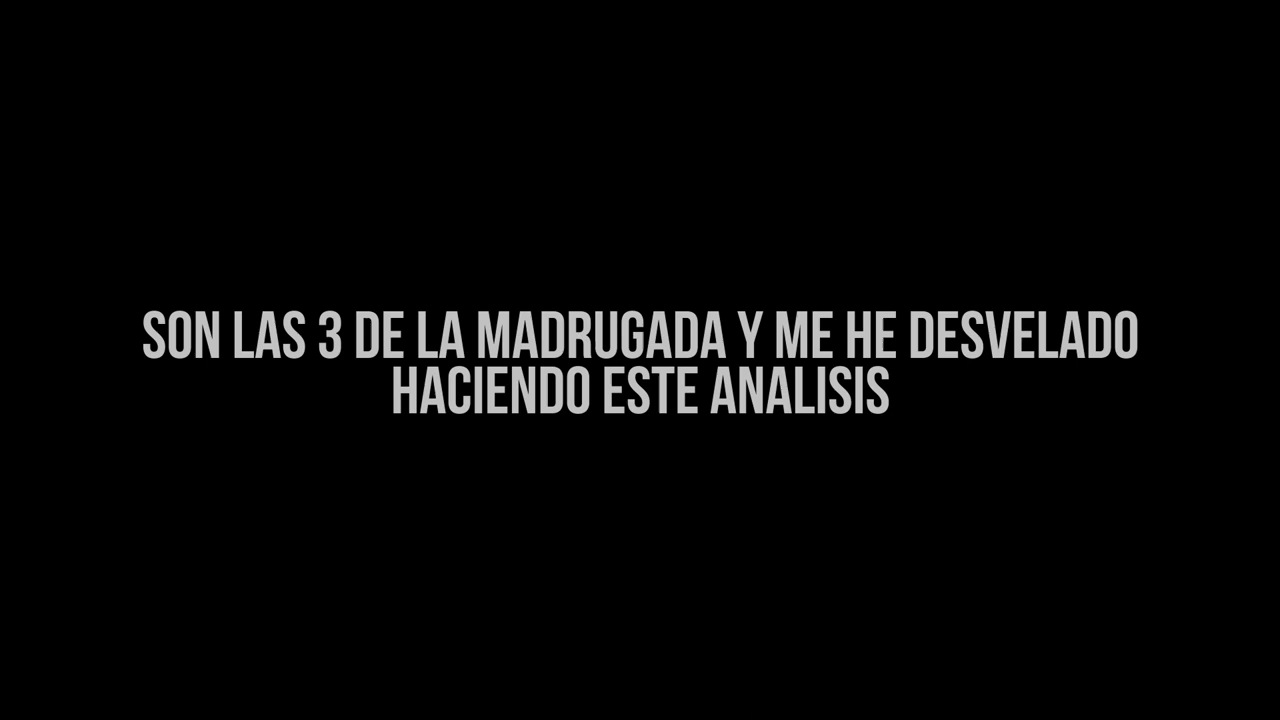 SON LAS 3 DE LA MADRUGADA Y ME HE DESVELADO
HACIENDO ESTE ANALISIS